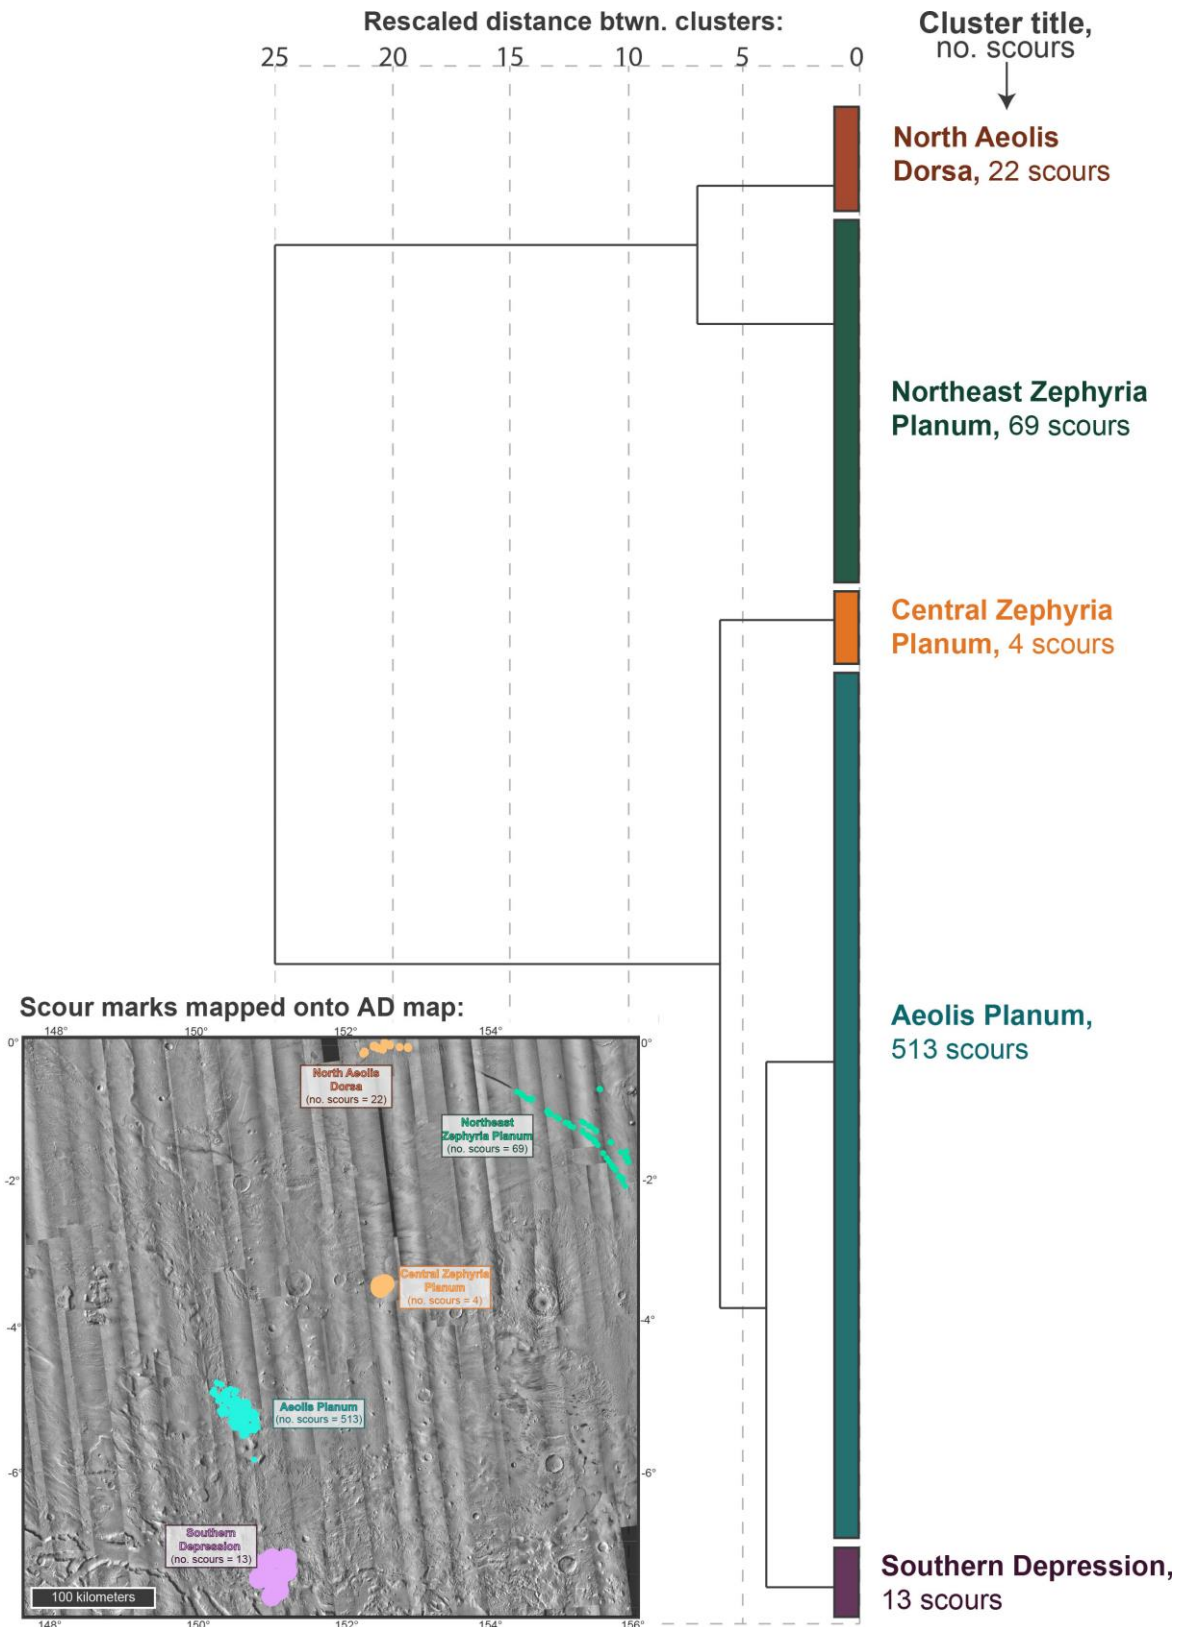 Rescaled distance btwn. clusters:
25 20 15 10 5 0
Cluster title,
no. scours
North Aeolis
Dorsa, 22 scours
Northeast Zephyria
Planum, 69 scours
Central Zephyria
Planum, 4 scours
Aeolis Planum,
513 scours
Southern Depression,
13 scours
Scour marks mapped onto AD map:
148° 150° 152° 154°
0° 0°
North Aeolis
Dorsa
(no. scours = 22)
Northeast
Zephyria Planum
(no. scours = 69)
-2° -2°
Central Zephyria
Planum
(no. scours = 4)
-4° -4°
Aeolis Planum
(no. scours = 513)
-6° -6°
Southern
Depression
(no. scours = 13)
100 kilometers
148° 150° 152° 154° 156°